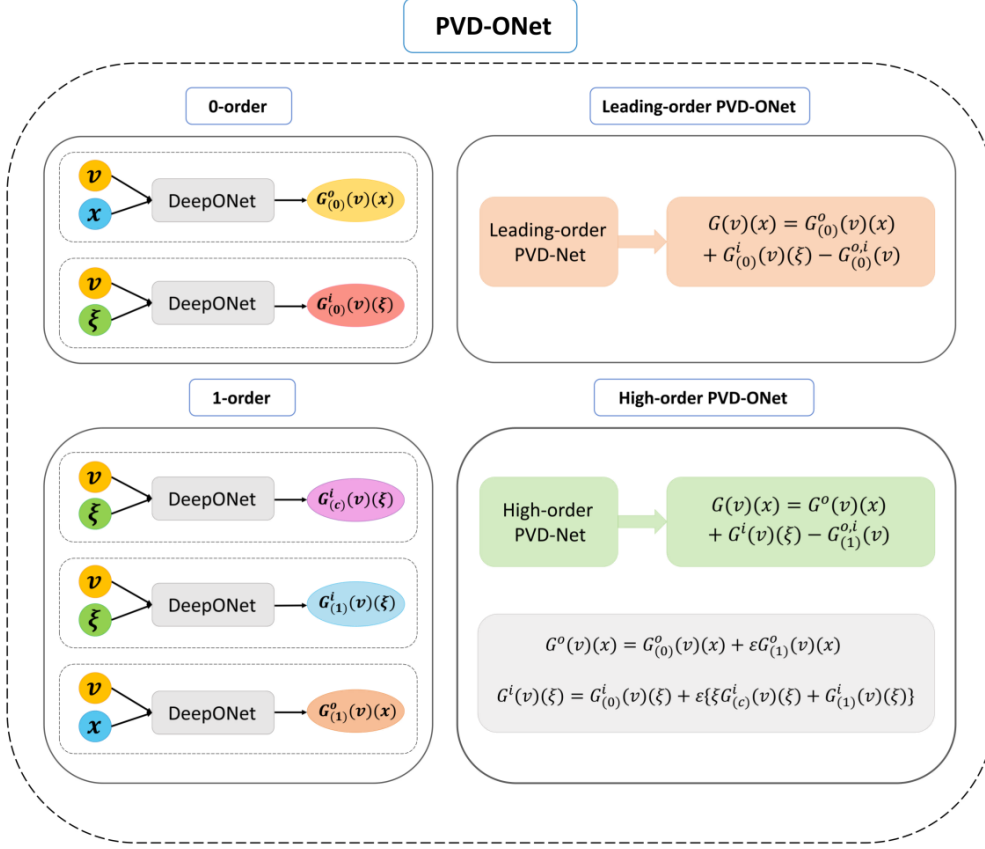 PVD-ONet
0-order
v
x
DeepONet
G^o_{(0)}(v)(x)
v
ξ
DeepONet
G^i_{(0)}(v)(ξ)
Leading-order PVD-ONet
Leading-order
PVD-Net
G(v)(x) = G^o_{(0)}(v)(x)
+ G^i_{(0)}(v)(ξ) − G^{o,i}_{(0)}(v)
1-order
v
ξ
DeepONet
G^i_{(c)}(v)(ξ)
v
ξ
DeepONet
G^i_{(1)}(v)(ξ)
v
x
DeepONet
G^o_{(1)}(v)(x)
High-order PVD-ONet
High-order
PVD-Net
G(v)(x) = G^o(v)(x)
+ G^i(v)(ξ) − G^{o,i}_{(1)}(v)
G^o(v)(x) = G^o_{(0)}(v)(x) + εG^o_{(1)}(v)(x)
G^i(v)(ξ) = G^i_{(0)}(v)(ξ) + ε{ξG^i_{(c)}(v)(ξ) + G^i_{(1)}(v)(ξ)}